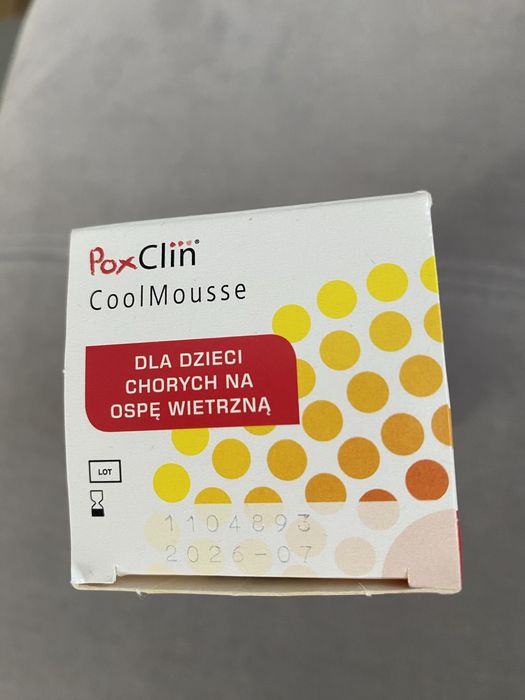 PoxClin®
CoolMousse
DLA DZIECI
CHORYCH NA
OSPĘ WIETRZNĄ
LOT
1104893
2026-07